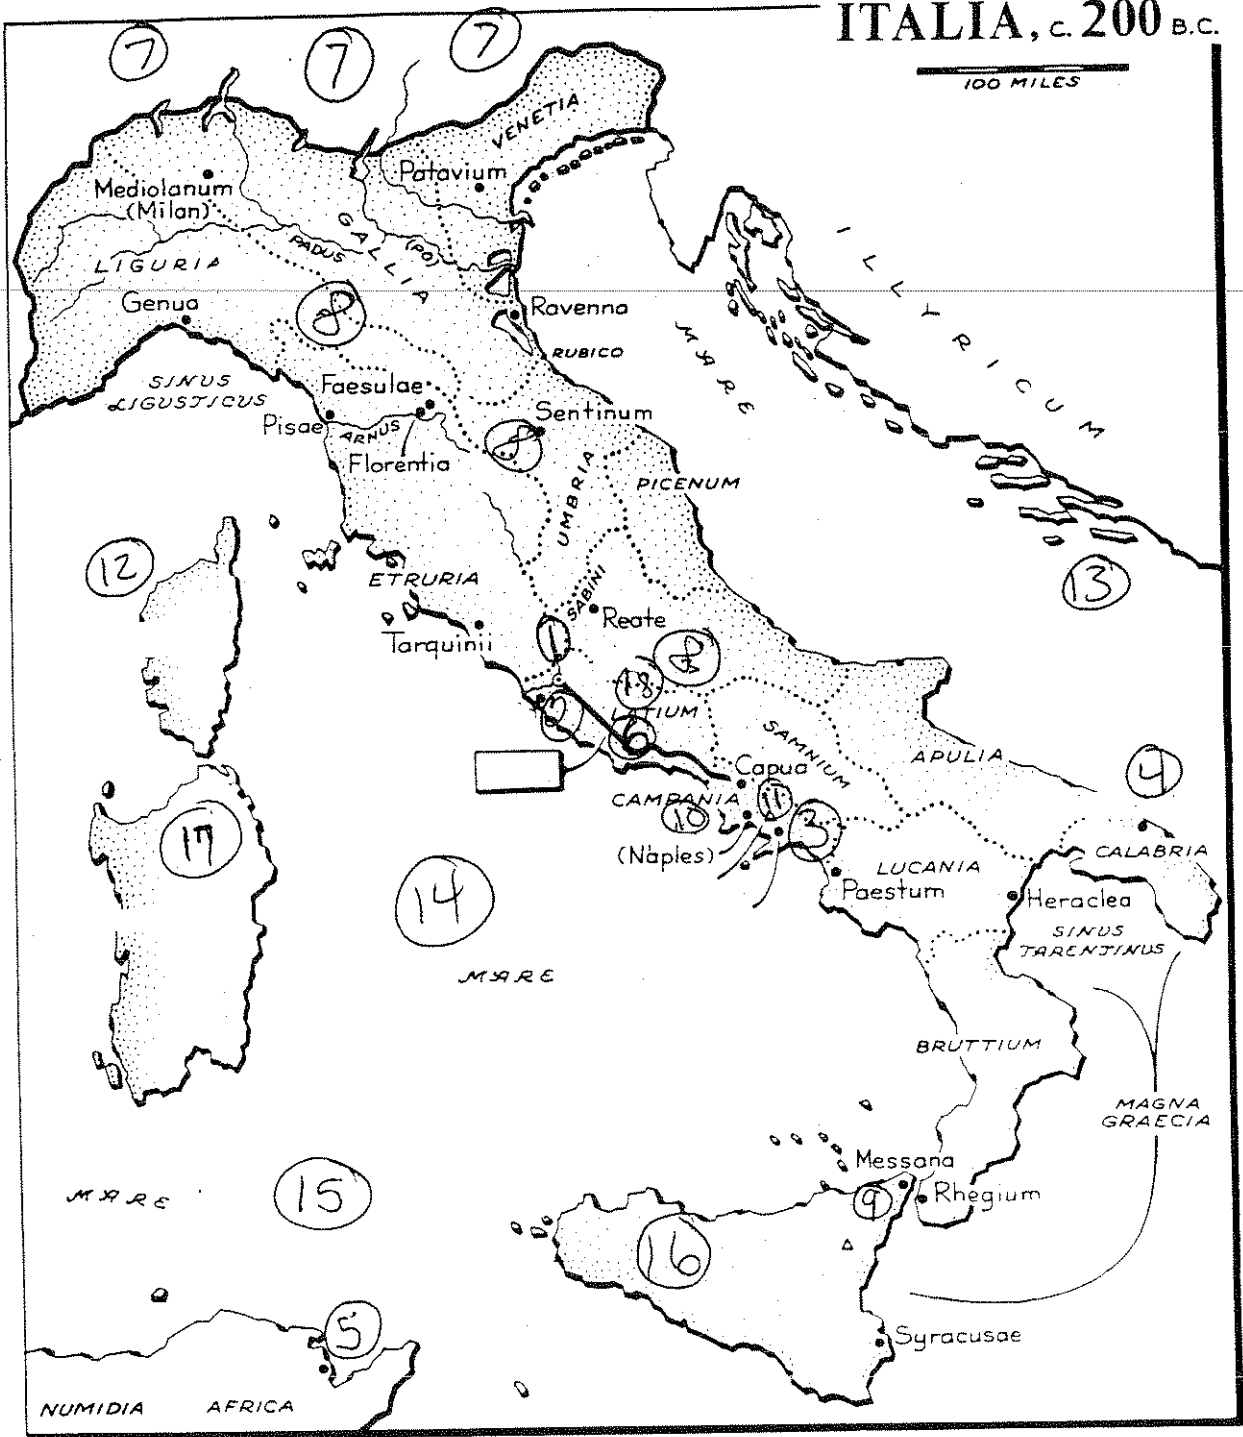 ITALIA, C. 200 B.C.
100 MILES
7
7
7
VENETIA
Patavium
Mediolanum
(Milan)
GALLIA
PADUS
(PO)
LIGURIA
Genua
8
Ravenna
RUBICO
ILLYRICUM
MARE
SINUS
LIGUSTICUS
Faesulae
Pisae
ARNUS
Florentia
Sentinum
8
UMBRIA
PICENUM
12
13
ETRURIA
SABINI
Reate
Tarquinii
1
8
18
2
LATIUM
6
SAMNIUM
APULIA
Capua
4
CAMPANIA
10
11
3
(Naples)
17
CALABRIA
LUCANIA
Paestum
Heraclea
14
SINUS
TARENTINUS
MARE
BRUTTIUM
MAGNA
GRAECIA
Messana
MARE
15
9
Rhegium
16
5
Syracusae
NUMIDIA
AFRICA